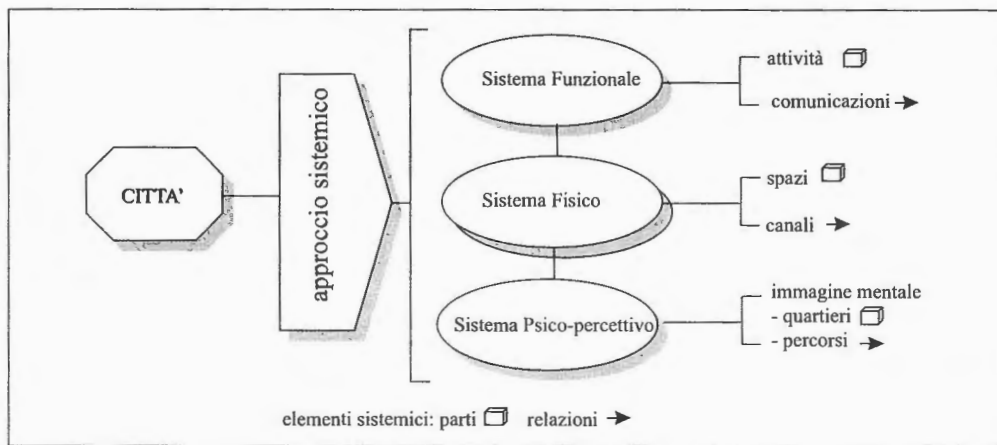 CITTA'
approccio sistemico
Sistema Funzionale
attività
comunicazioni
Sistema Fisico
spazi
canali
Sistema Psico-percettivo
immagine mentale
- quartieri
- percorsi
elementi sistemici: parti relazioni